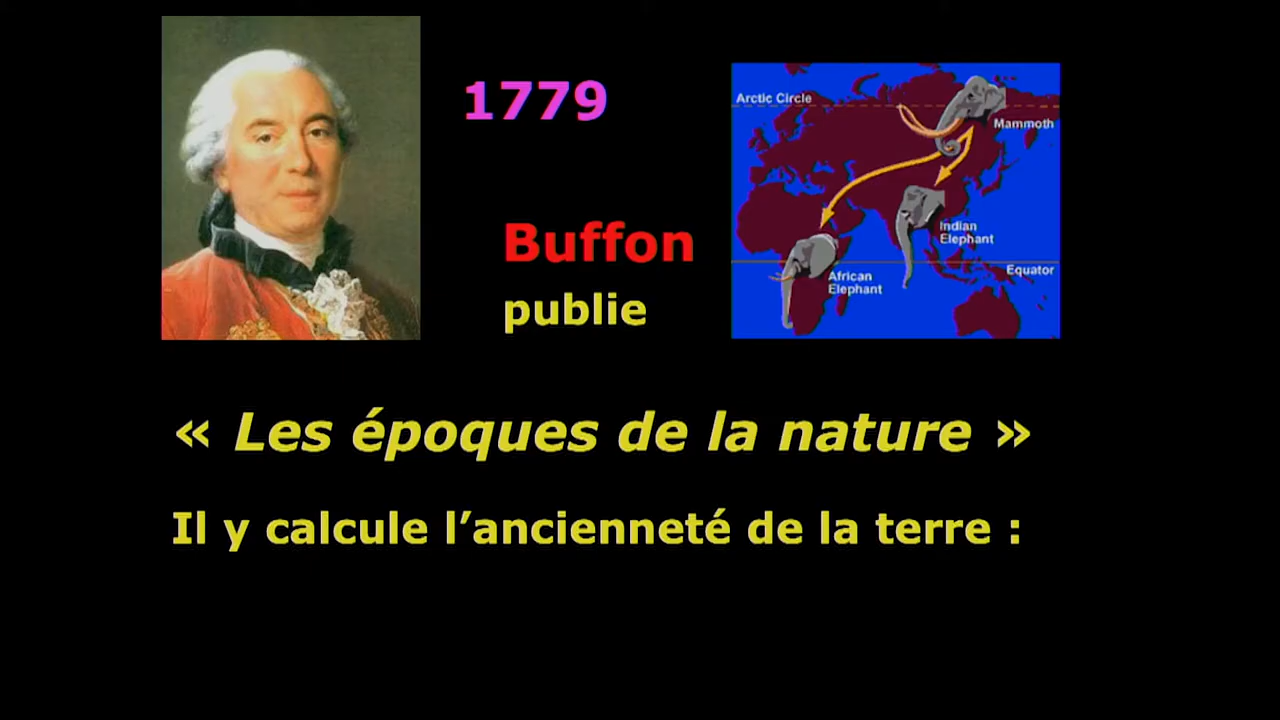 1779
Buffon
publie
Arctic Circle
Mammoth
Indian
Elephant
African
Elephant
Equator
« Les époques de la nature »
Il y calcule l’ancienneté de la terre :